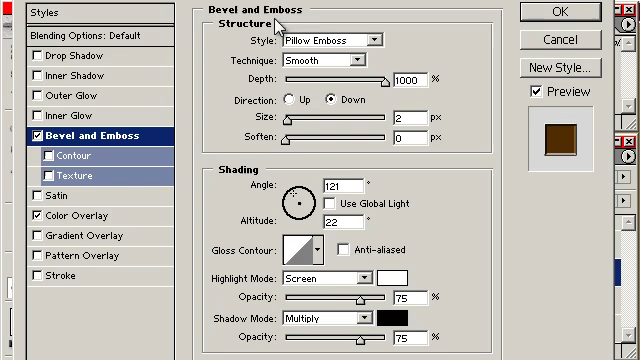 Styles
Blending Options: Default
Drop Shadow
Inner Shadow
Outer Glow
Inner Glow
Bevel and Emboss
Contour
Texture
Satin
Color Overlay
Gradient Overlay
Pattern Overlay
Stroke
Bevel and Emboss
Structure
Style: Pillow Emboss
Technique: Smooth
Depth: 1000 %
Direction: Up Down
Size: 2 px
Soften: 0 px
Shading
Angle: 121 °
Use Global Light
Altitude: 22 °
Gloss Contour: Anti-aliased
Highlight Mode: Screen
Opacity: 75 %
Shadow Mode: Multiply
Opacity: 75 %
OK
Cancel
New Style...
Preview